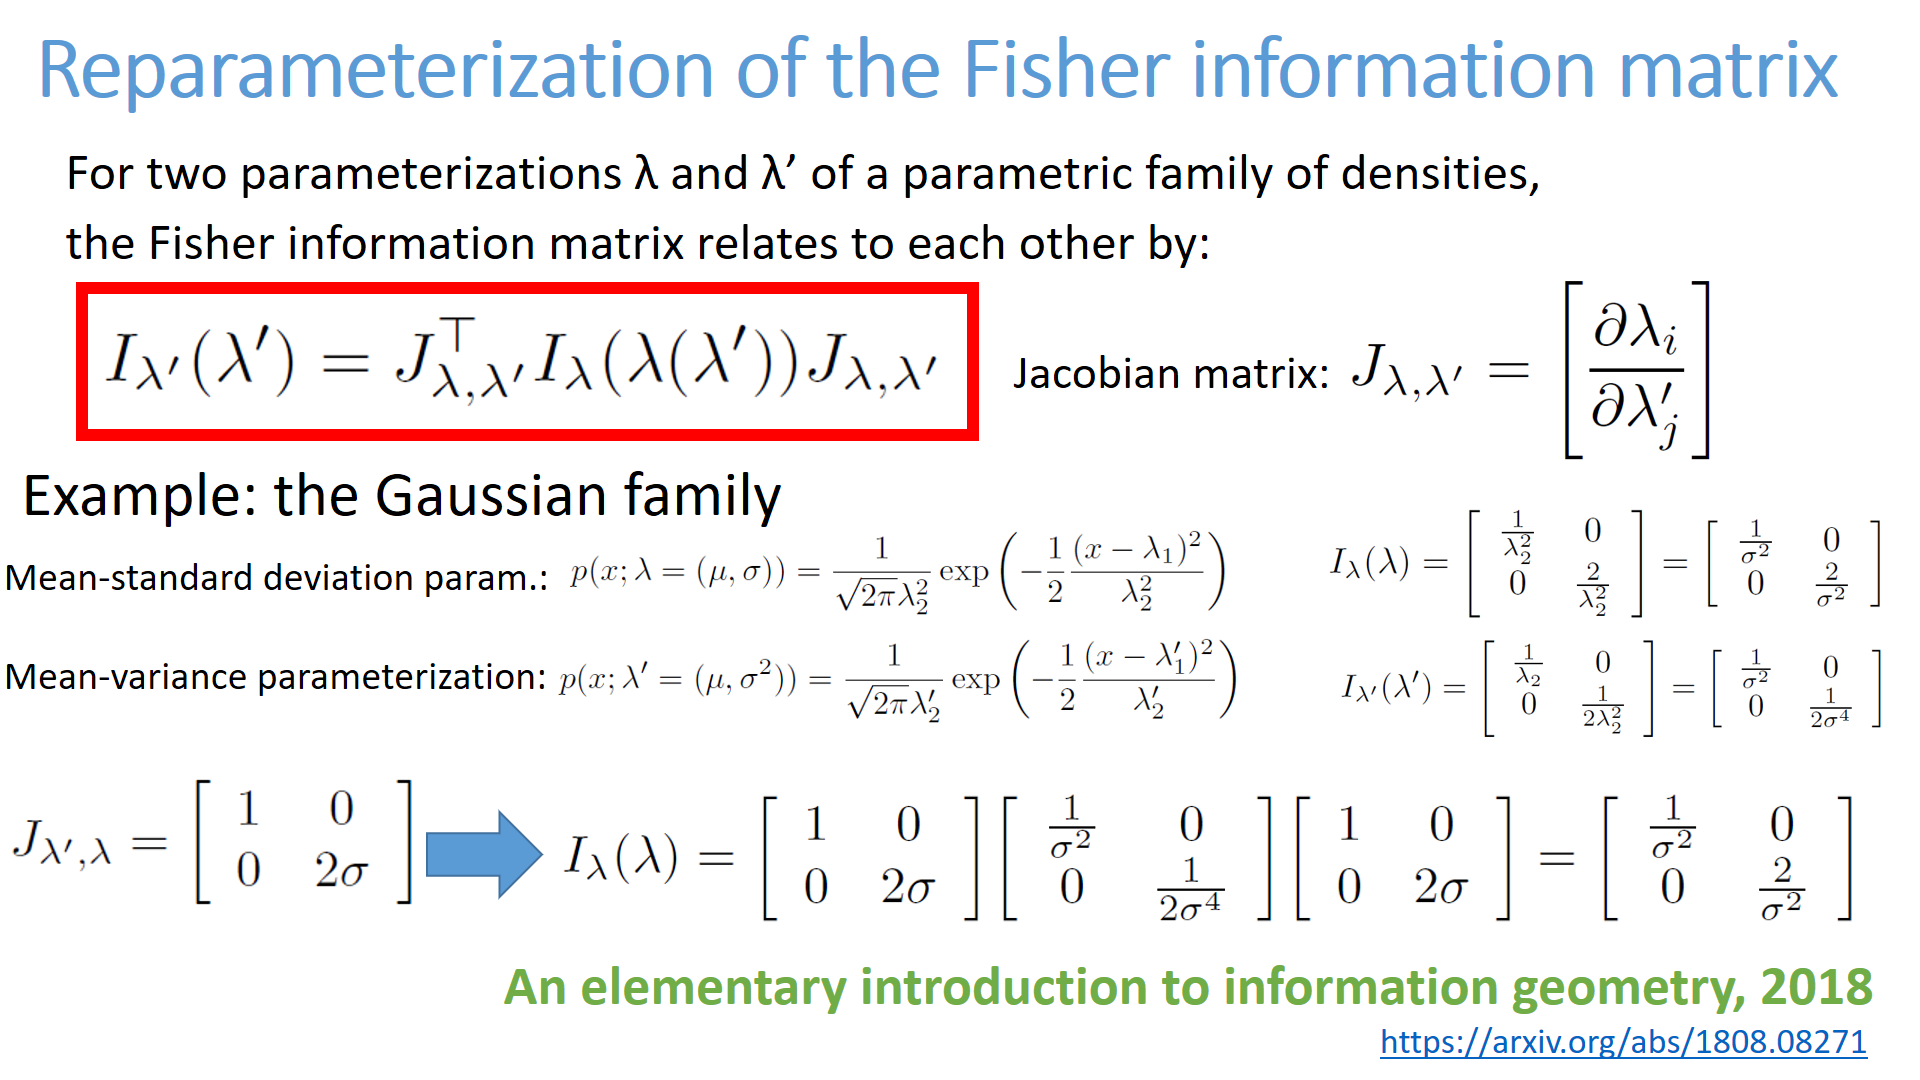 Reparameterization of the Fisher information matrix
For two parameterizations λ and λ’ of a parametric family of densities,
the Fisher information matrix relates to each other by:
$I_{\lambda'}(\lambda') = J_{\lambda,\lambda'}^{\top} I_{\lambda}(\lambda(\lambda')) J_{\lambda,\lambda'}$
Jacobian matrix: $J_{\lambda,\lambda'} = \left[ \frac{\partial \lambda_i}{\partial \lambda'_j} \right]$
Example: the Gaussian family
Mean-standard deviation param.: $p(x; \lambda = (\mu, \sigma)) = \frac{1}{\sqrt{2\pi}\lambda_2^2} \exp\left(-\frac{1}{2}\frac{(x-\lambda_1)^2}{\lambda_2^2}\right)$ $I_{\lambda}(\lambda) = \begin{bmatrix} \frac{1}{\lambda_2^2} & 0 \\ 0 & \frac{2}{\lambda_2^2} \end{bmatrix} = \begin{bmatrix} \frac{1}{\sigma^2} & 0 \\ 0 & \frac{2}{\sigma^2} \end{bmatrix}$
Mean-variance parameterization: $p(x; \lambda' = (\mu, \sigma^2)) = \frac{1}{\sqrt{2\pi}\lambda'_2} \exp\left(-\frac{1}{2}\frac{(x-\lambda'_1)^2}{\lambda'_2}\right)$ $I_{\lambda'}(\lambda') = \begin{bmatrix} \frac{1}{\lambda_2} & 0 \\ 0 & \frac{1}{2\lambda_2^2} \end{bmatrix} = \begin{bmatrix} \frac{1}{\sigma^2} & 0 \\ 0 & \frac{1}{2\sigma^4} \end{bmatrix}$
$J_{\lambda',\lambda} = \begin{bmatrix} 1 & 0 \\ 0 & 2\sigma \end{bmatrix}$ $I_{\lambda}(\lambda) = \begin{bmatrix} 1 & 0 \\ 0 & 2\sigma \end{bmatrix} \begin{bmatrix} \frac{1}{\sigma^2} & 0 \\ 0 & \frac{1}{2\sigma^4} \end{bmatrix} \begin{bmatrix} 1 & 0 \\ 0 & 2\sigma \end{bmatrix} = \begin{bmatrix} \frac{1}{\sigma^2} & 0 \\ 0 & \frac{2}{\sigma^2} \end{bmatrix}$
An elementary introduction to information geometry, 2018
https://arxiv.org/abs/1808.08271